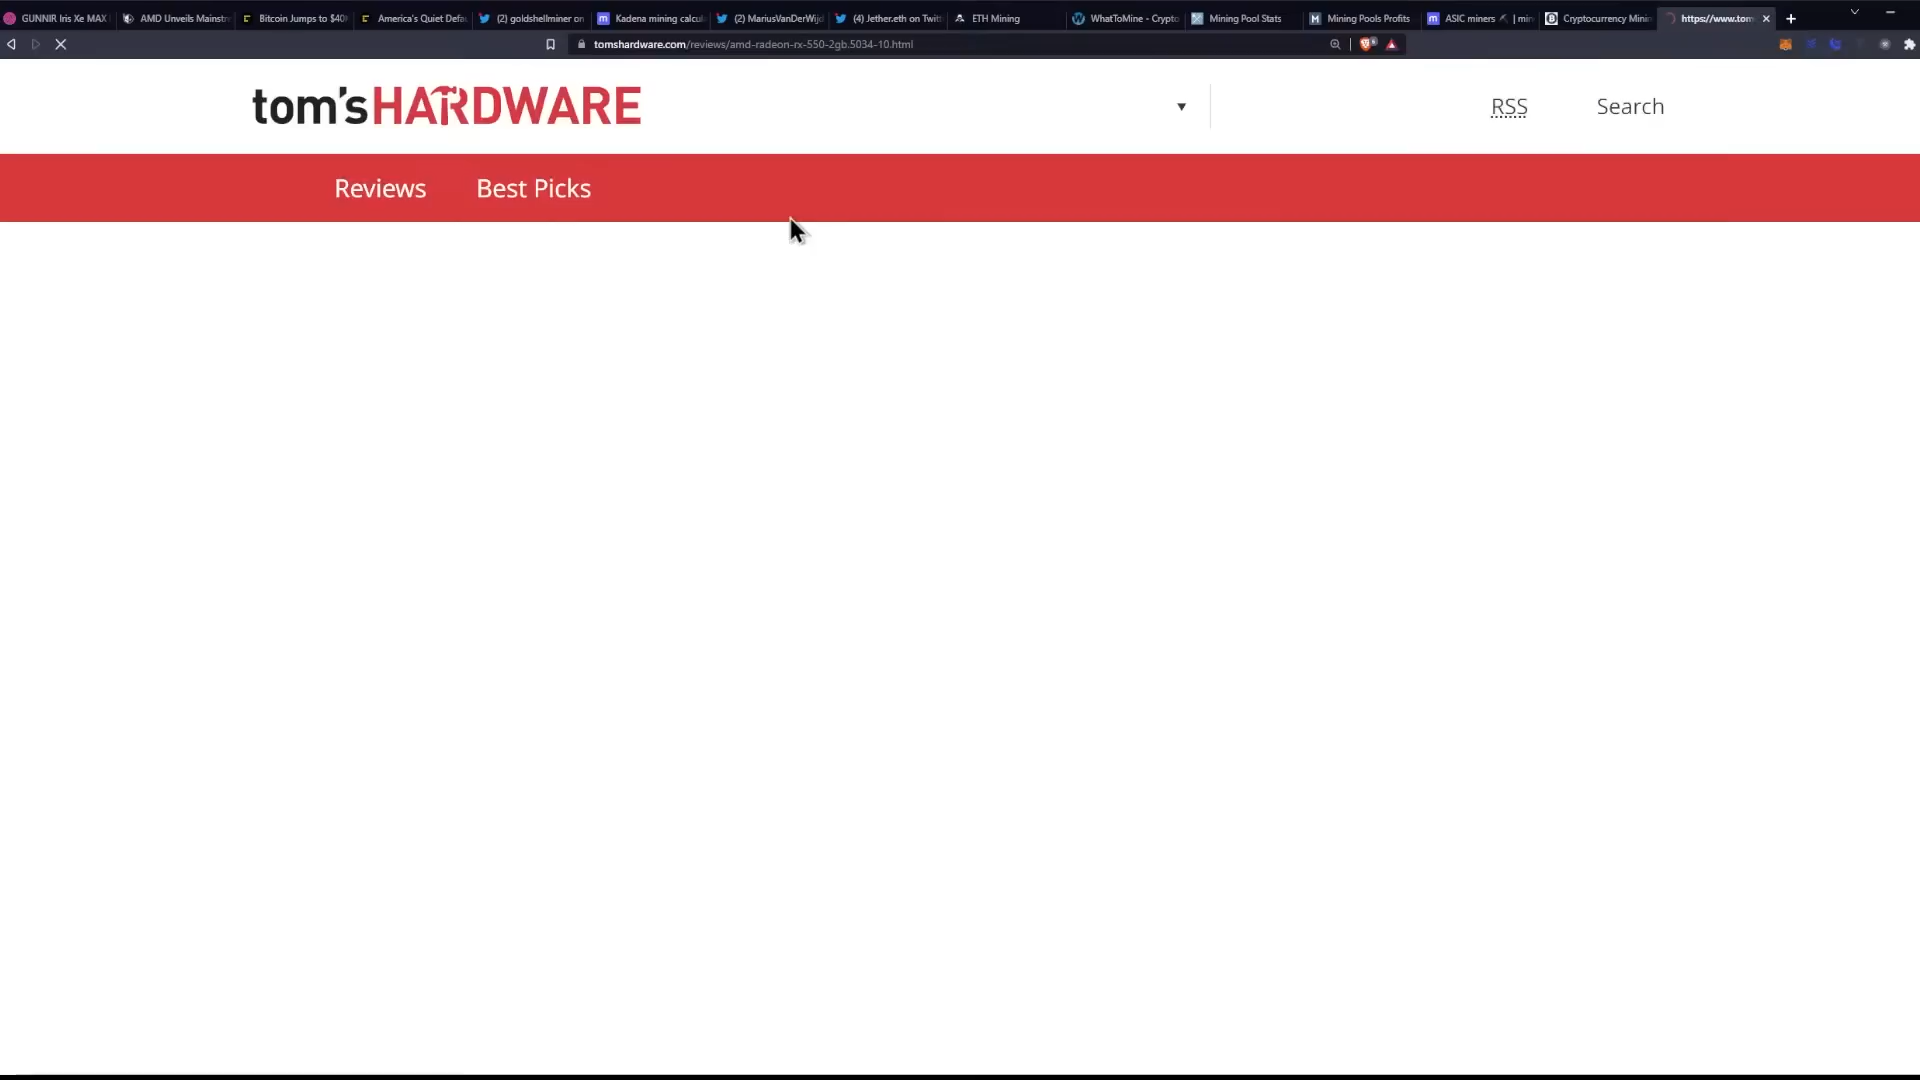 GUNNIR Iris Xe MAX
AMD Unveils Mainstr
Bitcoin Jumps to $40
America's Quiet Defau
(2) goldshellminer on
Kadena mining calcul
(2) MariusVanDerWijd
(4) Jether.eth on Twitt
ETH Mining
WhatToMine - Crypto
Mining Pool Stats
Mining Pools Profits
ASIC miners | min
Cryptocurrency Minin
https://www.tom
tomshardware.com/reviews/amd-radeon-rx-550-2gb.5034-10.html
tom's HARDWARE
RSS
Search
Reviews
Best Picks